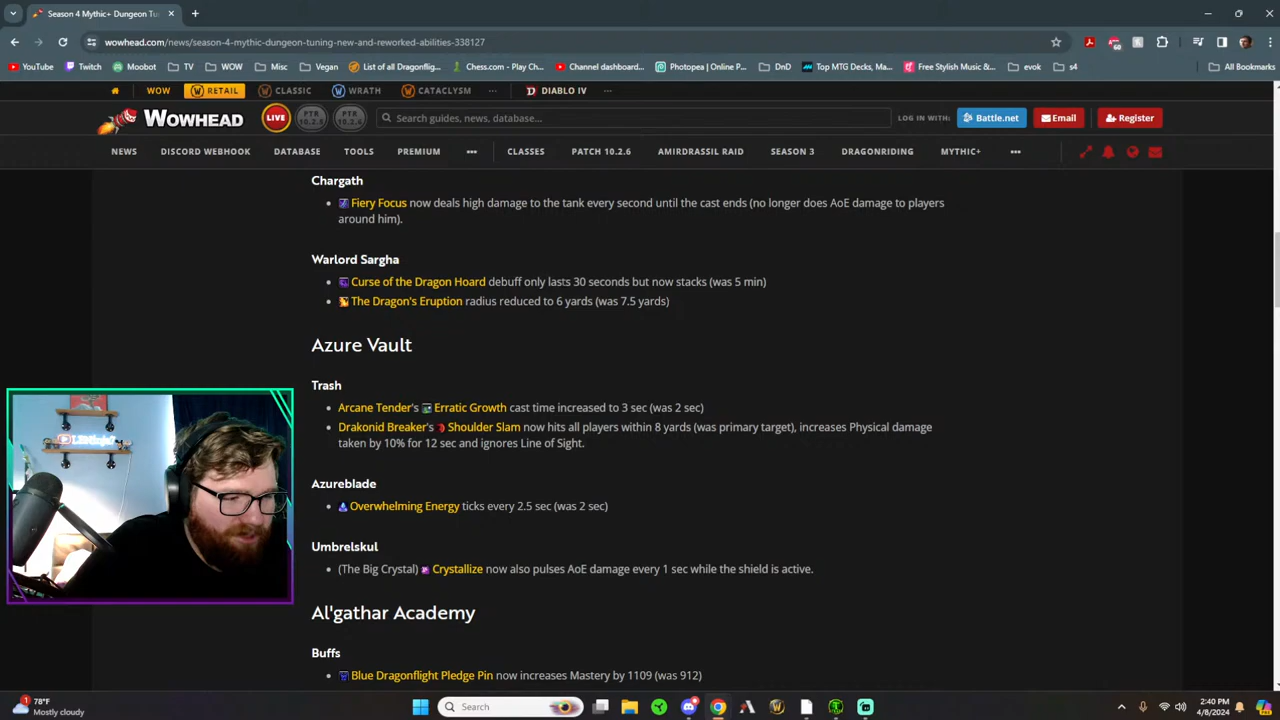 Season 4 Mythic+ Dungeon Tu
wowhead.com/news/season-4-mythic-dungeon-tuning-new-and-reworked-abilities-338127
YouTube Twitch Moobot TV WOW Misc Vegan List of all Dragonflig... Chess.com - Play Ch... Channel dashboard... Photopea | Online P... DnD Top MTG Decks, Ma... Free Stylish Music &... evok s4 All Bookmarks
WOW RETAIL CLASSIC WRATH CATACLYSM ... DIABLO IV ...
WOWHEAD LIVE PTR 10.2.5 PTR 10.2.6 Search guides, news, database... LOG IN WITH: Battle.net Email Register
NEWS DISCORD WEBHOOK DATABASE TOOLS PREMIUM ... CLASSES PATCH 10.2.6 AMIRDRASSIL RAID SEASON 3 DRAGONRIDING MYTHIC+ ...
Chargath
• Fiery Focus now deals high damage to the tank every second until the cast ends (no longer does AoE damage to players
around him).
Warlord Sargha
• Curse of the Dragon Hoard debuff only lasts 30 seconds but now stacks (was 5 min)
• The Dragon's Eruption radius reduced to 6 yards (was 7.5 yards)
Azure Vault
Trash
• Arcane Tender's Erratic Growth cast time increased to 3 sec (was 2 sec)
• Drakonid Breaker's Shoulder Slam now hits all players within 8 yards (was primary target), increases Physical damage
taken by 10% for 12 sec and ignores Line of Sight.
Azureblade
• Overwhelming Energy ticks every 2.5 sec (was 2 sec)
Umbrelskul
• (The Big Crystal) Crystallize now also pulses AoE damage every 1 sec while the shield is active.
Al'gathar Academy
Buffs
• Blue Dragonflight Pledge Pin now increases Mastery by 1109 (was 912)
78°F
Mostly cloudy
Search
2:40 PM
4/8/2024